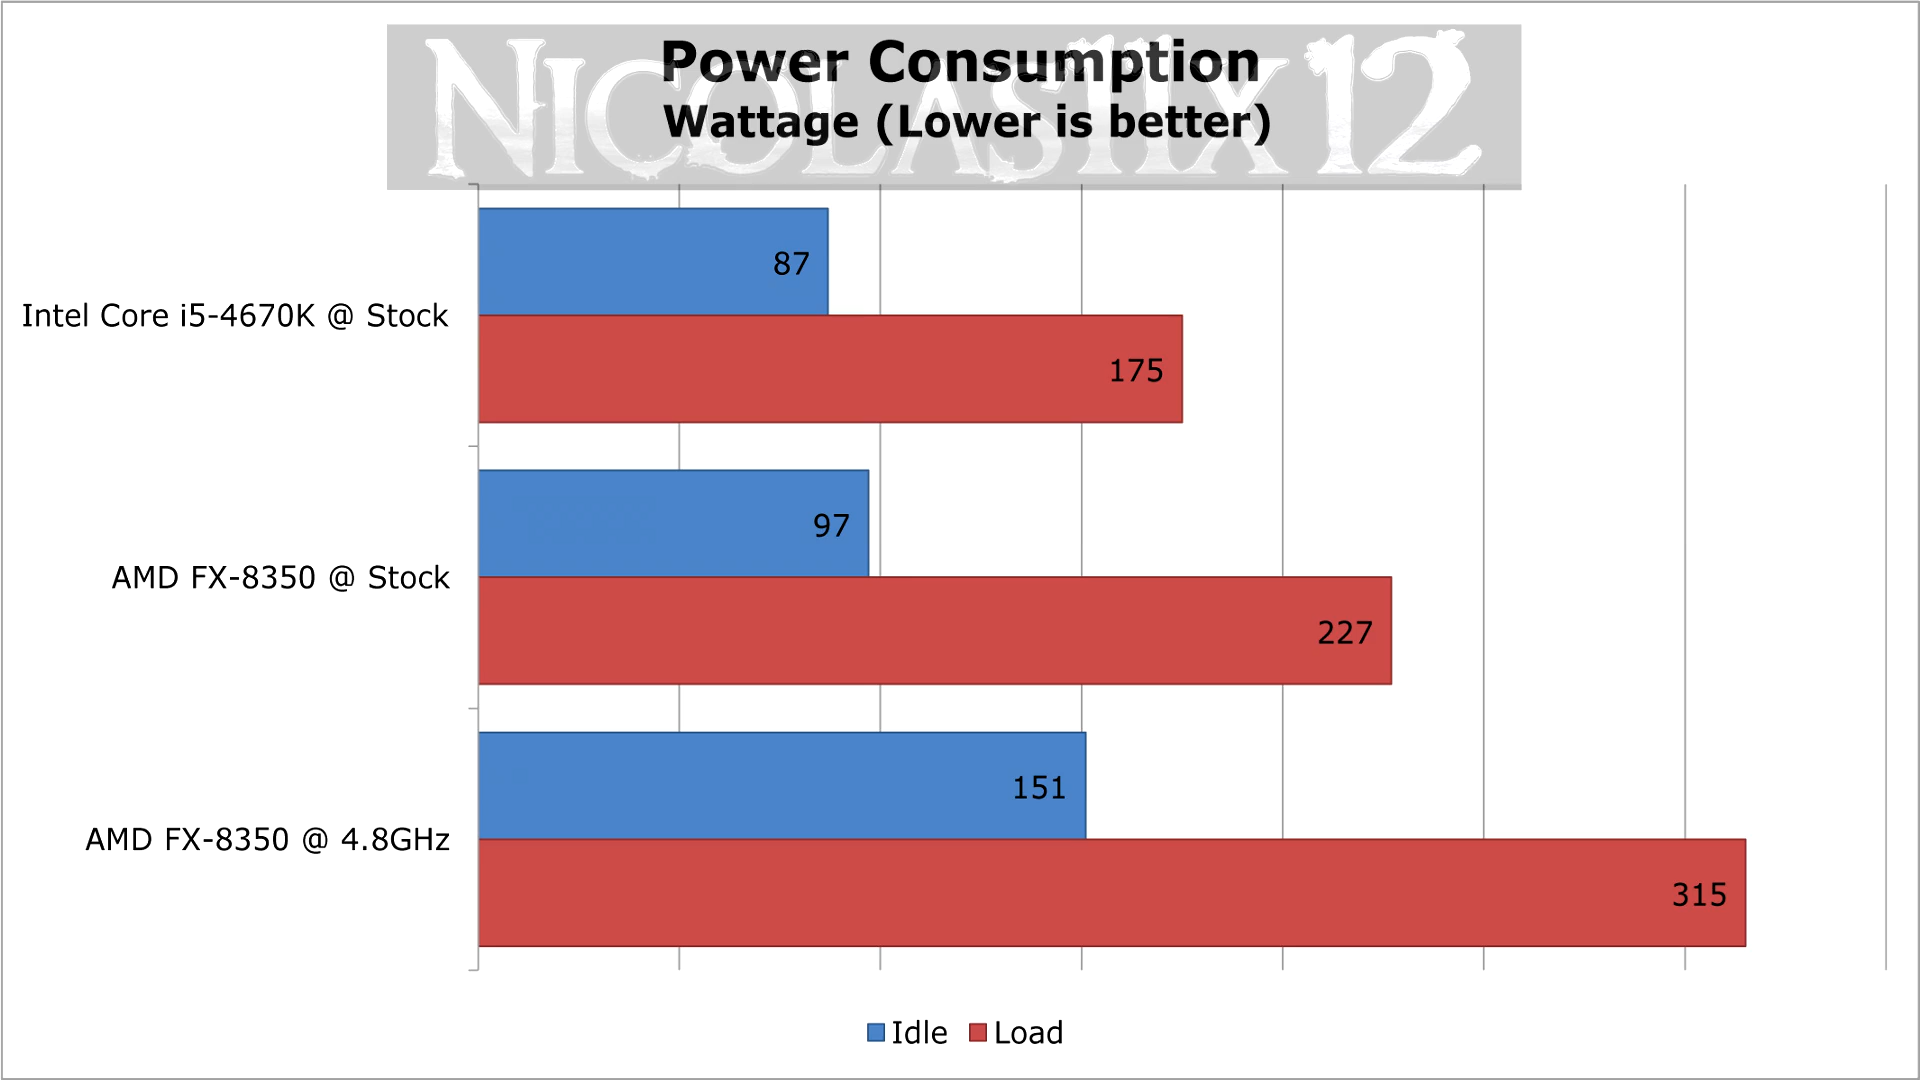 NICOLAS11X12
Power Consumption
Wattage (Lower is better)
Intel Core i5-4670K @ Stock
87
175
AMD FX-8350 @ Stock
97
227
AMD FX-8350 @ 4.8GHz
151
315
Idle
Load